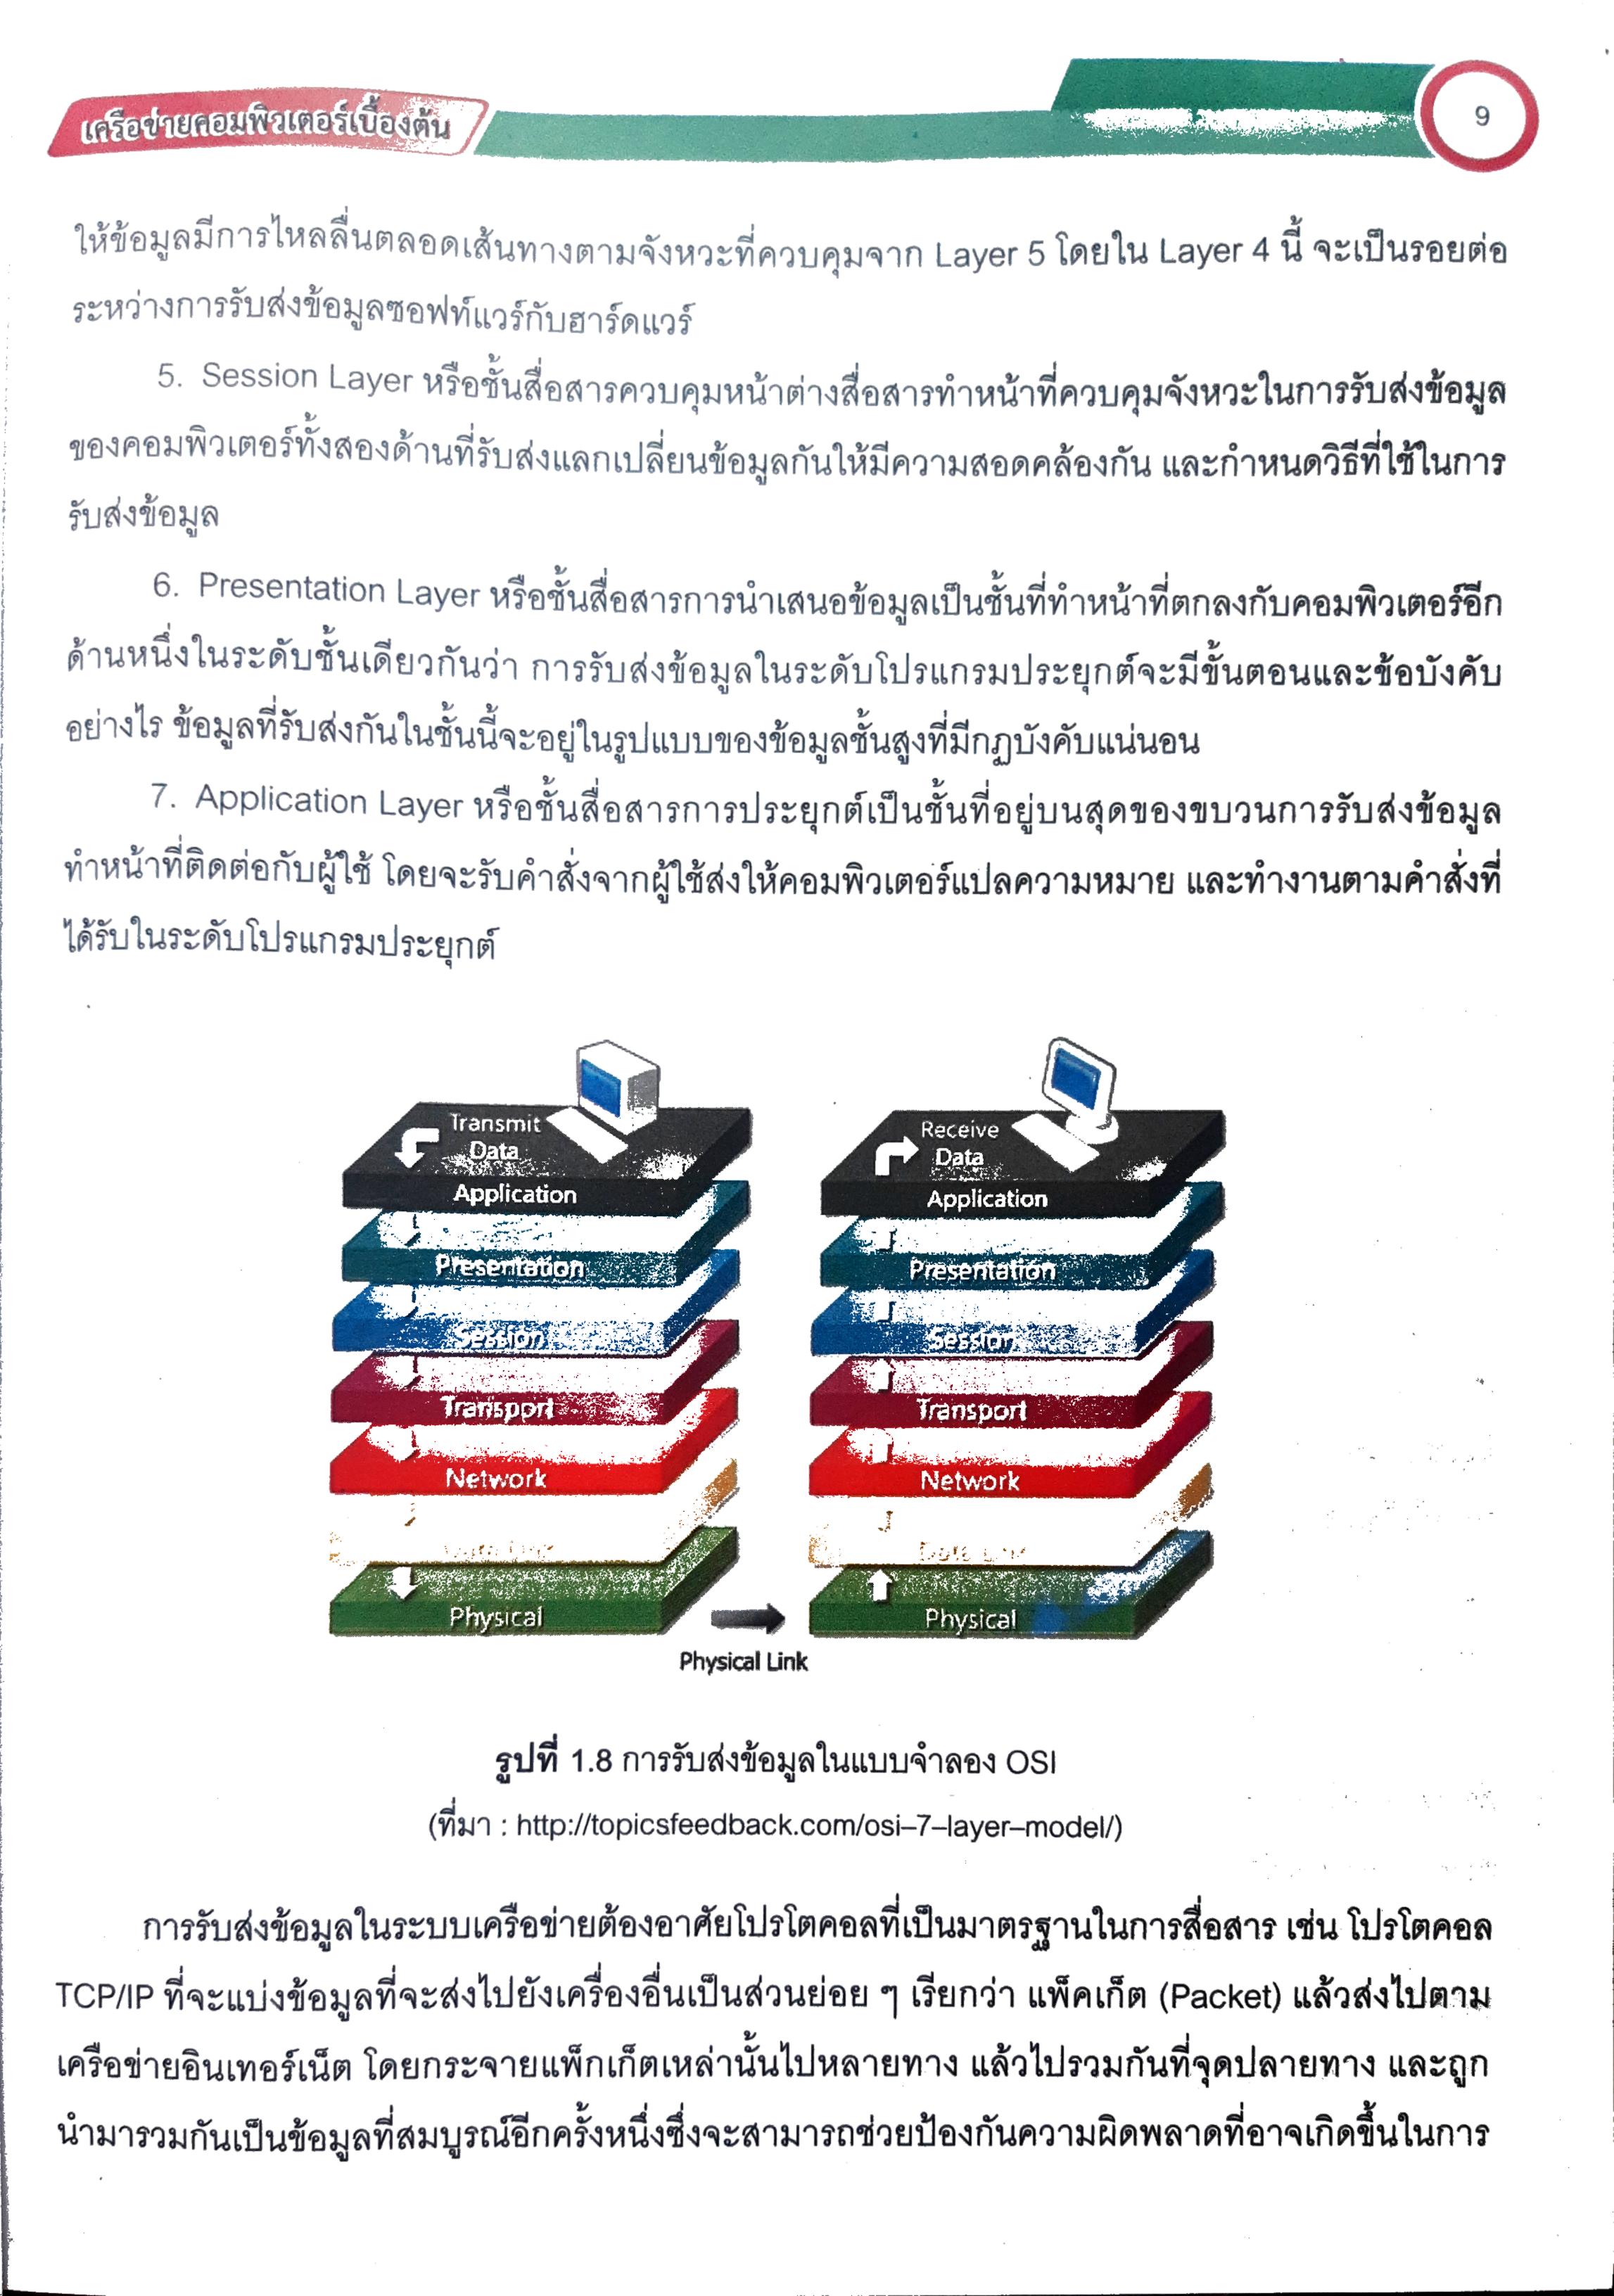 เครือข่ายคอมพิวเตอร์เบื้องต้น
9
ให้ข้อมูลมีการไหลลื่นตลอดเส้นทางตามจังหวะที่ควบคุมจาก Layer 5 โดยใน Layer 4 นี้ จะเป็นรอยต่อ
ระหว่างการรับส่งข้อมูลซอฟท์แวร์กับฮาร์ดแวร์
5. Session Layer หรือชั้นสื่อสารควบคุมหน้าต่างสื่อสารทำหน้าที่ควบคุมจังหวะในการรับส่งข้อมูล
ของคอมพิวเตอร์ทั้งสองด้านที่รับส่งแลกเปลี่ยนข้อมูลกันให้มีความสอดคล้องกัน และกำหนดวิธีที่ใช้ในการ
รับส่งข้อมูล
6. Presentation Layer หรือชั้นสื่อสารการนำเสนอข้อมูลเป็นชั้นที่ทำหน้าที่ตกลงกับคอมพิวเตอร์อีก
ด้านหนึ่งในระดับชั้นเดียวกันว่า การรับส่งข้อมูลในระดับโปรแกรมประยุกต์จะมีขั้นตอนและข้อบังคับ
อย่างไร ข้อมูลที่รับส่งกันในชั้นนี้จะอยู่ในรูปแบบของข้อมูลชั้นสูงที่มีกฎบังคับแน่นอน
7. Application Layer หรือชั้นสื่อสารการประยุกต์เป็นชั้นที่อยู่บนสุดของขบวนการรับส่งข้อมูล
ทำหน้าที่ติดต่อกับผู้ใช้ โดยจะรับคำสั่งจากผู้ใช้ส่งให้คอมพิวเตอร์แปลความหมาย และทำงานตามคำสั่งที่
ได้รับในระดับโปรแกรมประยุกต์
Transmit
Data
Application
Presentation
Session
Transport
Network
Data Link
Physical
Receive
Data
Application
Presentation
Session
Transport
Network
Data Link
Physical
Physical Link
รูปที่ 1.8 การรับส่งข้อมูลในแบบจำลอง OSI
(ที่มา : http://topicsfeedback.com/osi–7–layer–model/)
การรับส่งข้อมูลในระบบเครือข่ายต้องอาศัยโปรโตคอลที่เป็นมาตรฐานในการสื่อสาร เช่น โปรโตคอล
TCP/IP ที่จะแบ่งข้อมูลที่จะส่งไปยังเครื่องอื่นเป็นส่วนย่อย ๆ เรียกว่า แพ็คเก็ต (Packet) แล้วส่งไปตาม
เครือข่ายอินเทอร์เน็ต โดยกระจายแพ็กเก็ตเหล่านั้นไปหลายทาง แล้วไปรวมกันที่จุดปลายทาง และถูก
นำมารวมกันเป็นข้อมูลที่สมบูรณ์อีกครั้งหนึ่งซึ่งจะสามารถช่วยป้องกันความผิดพลาดที่อาจเกิดขึ้นในการ